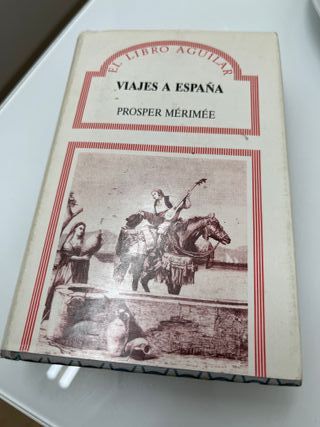 EL LIBRO AGUILAR
VIAJES A ESPAÑA
PROSPER MÉRIMÉE